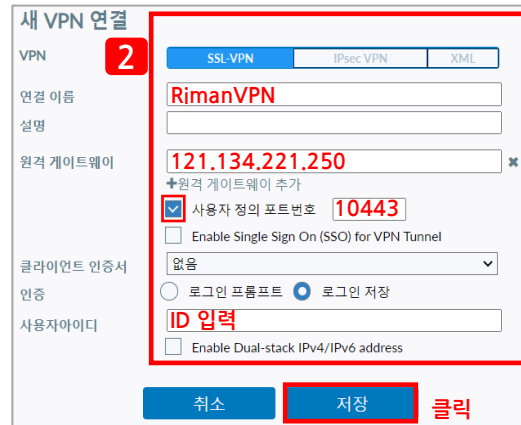 새 VPN 연결
VPN 2 SSL-VPN IPsec VPN XML
연결 이름 RimanVPN
설명
원격 게이트웨이 121.134.221.250 ✖
+원격 게이트웨이 추가
사용자 정의 포트번호 10443
Enable Single Sign On (SSO) for VPN Tunnel
클라이언트 인증서 없음
인증 로그인 프롬프트 로그인 저장
사용자아이디 ID 입력
Enable Dual-stack IPv4/IPv6 address
취소 저장 클릭